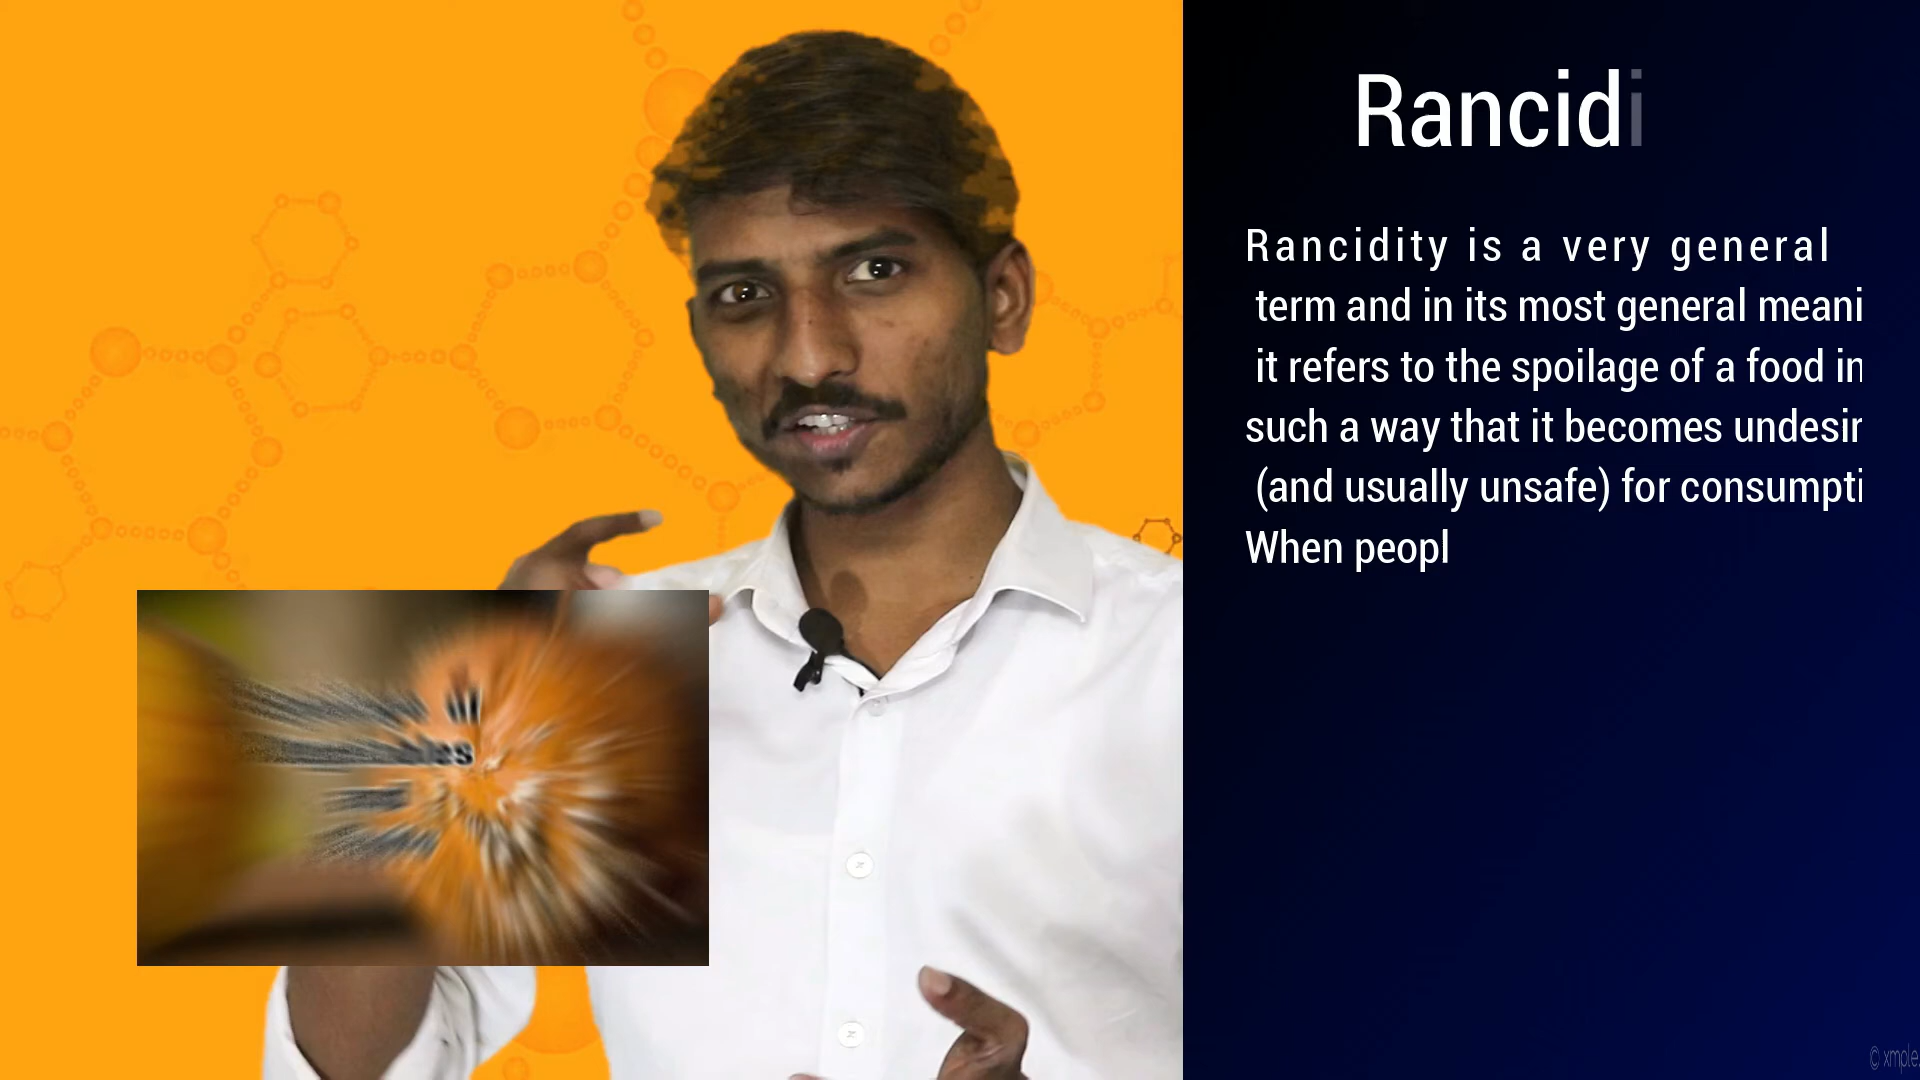 Rancidi
Rancidity is a very general
term and in its most general meani
it refers to the spoilage of a food in
such a way that it becomes undesir
(and usually unsafe) for consumpti
When peopl
© xmple